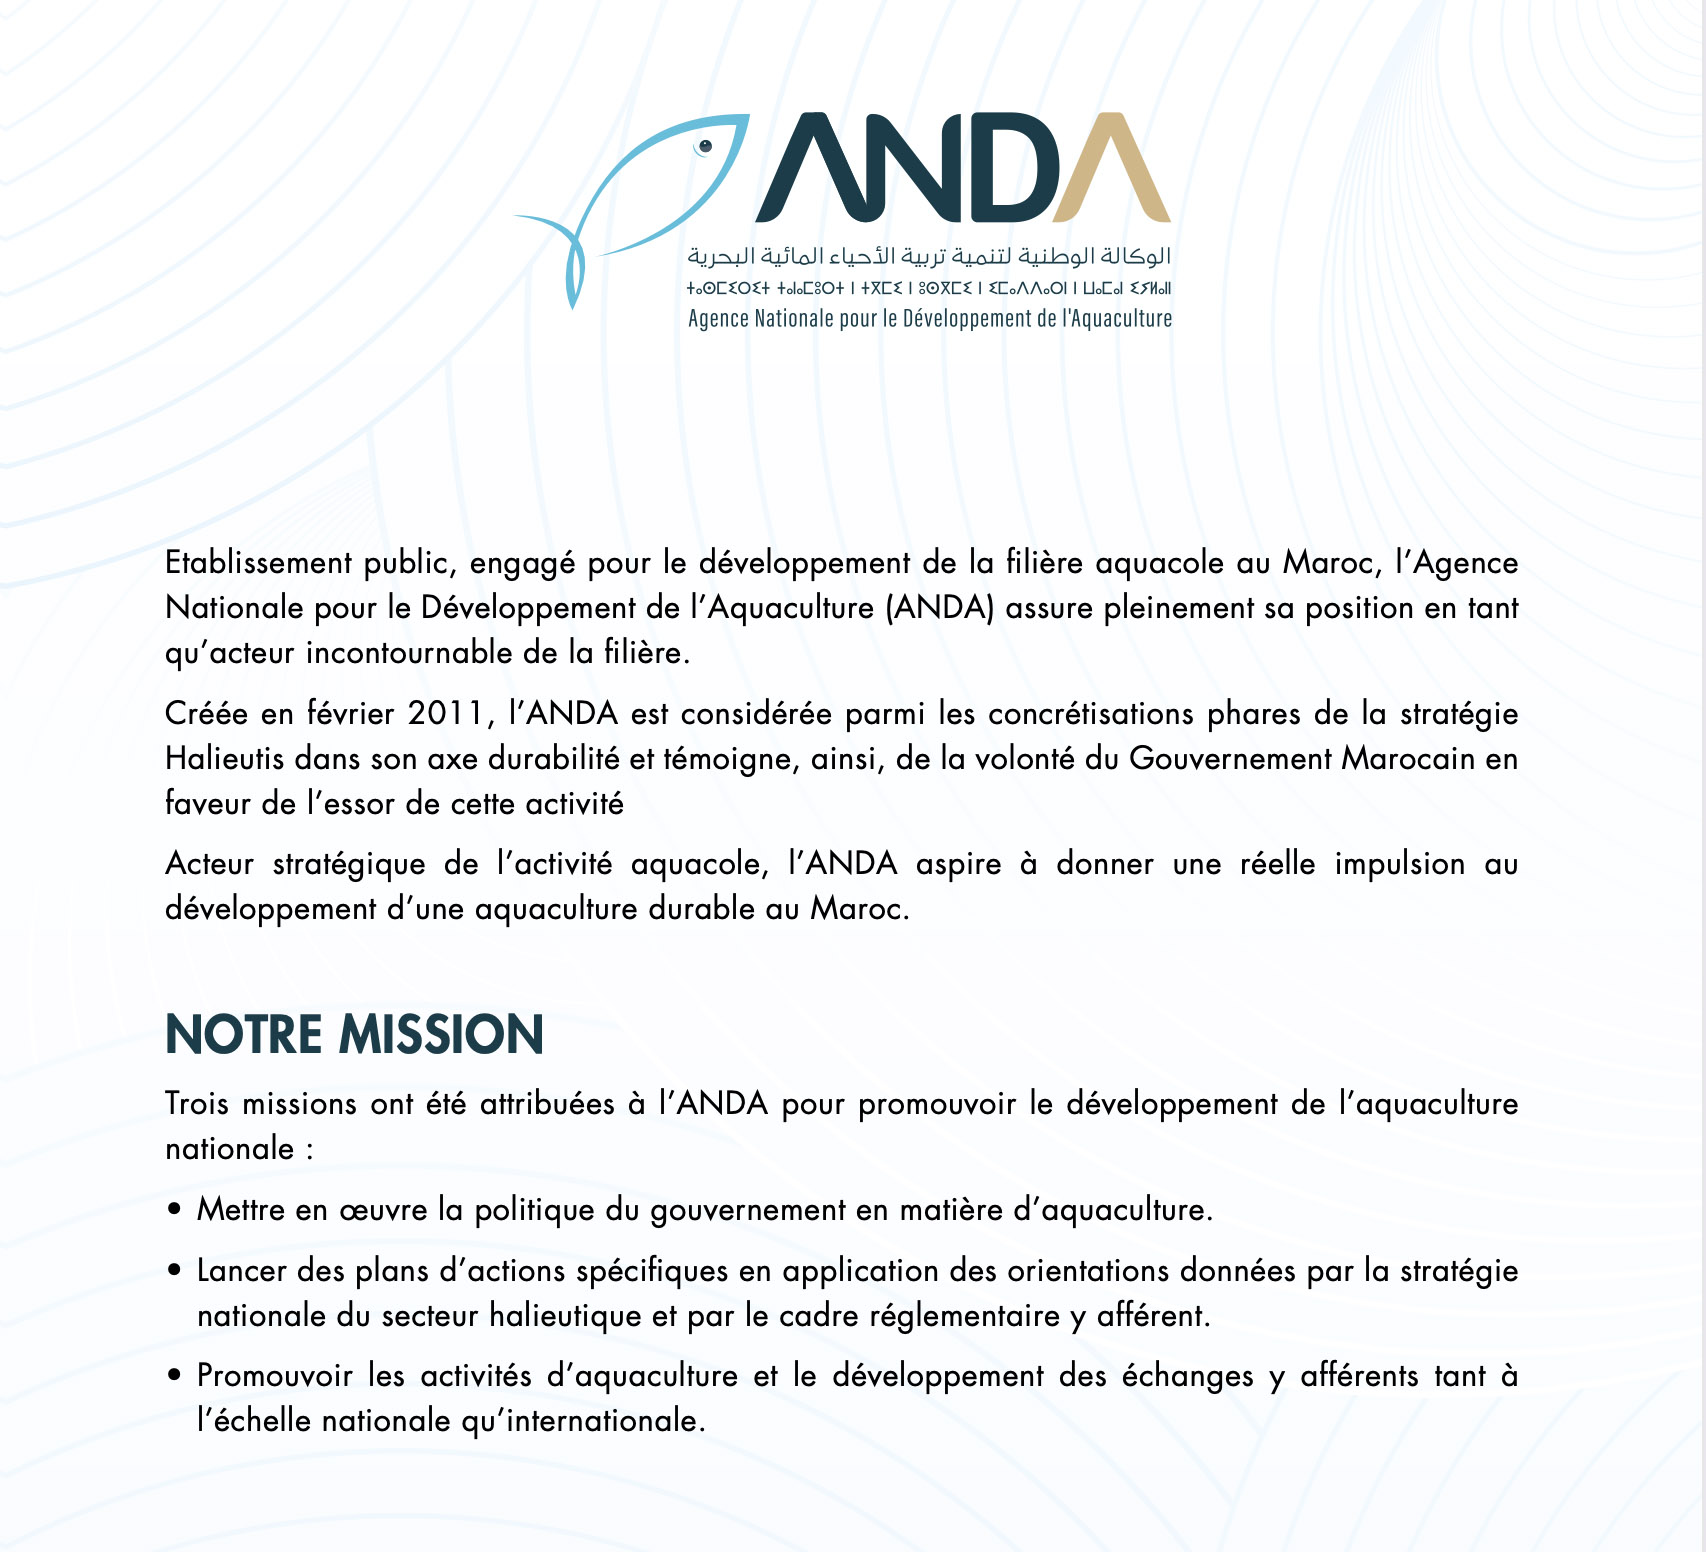 ANDA
الوكالة الوطنية لتنمية تربية الأحياء المائية البحرية
ⵜⴰⵙⵎⵉⵔⵉⵜ ⵜⴰⵏⴰⵎⵓⵔⵜ ⵏ ⵜⴳⵎⵉ ⵏ ⵓⵙⴳⵎⵉ ⵏ ⵉⵎⴰⴷⴷⴰⵔⵏ ⵏ ⵡⴰⵎⴰⵏ ⵉⵢⵍⴰⵏ
Agence Nationale pour le Développement de l'Aquaculture
Etablissement public, engagé pour le développement de la filière aquacole au Maroc, l’Agence
Nationale pour le Développement de l’Aquaculture (ANDA) assure pleinement sa position en tant
qu’acteur incontournable de la filière.
Créée en février 2011, l’ANDA est considérée parmi les concrétisations phares de la stratégie
Halieutis dans son axe durabilité et témoigne, ainsi, de la volonté du Gouvernement Marocain en
faveur de l’essor de cette activité
Acteur stratégique de l’activité aquacole, l’ANDA aspire à donner une réelle impulsion au
développement d’une aquaculture durable au Maroc.
NOTRE MISSION
Trois missions ont été attribuées à l’ANDA pour promouvoir le développement de l’aquaculture
nationale :
• Mettre en œuvre la politique du gouvernement en matière d’aquaculture.
• Lancer des plans d’actions spécifiques en application des orientations données par la stratégie
nationale du secteur halieutique et par le cadre réglementaire y afférent.
• Promouvoir les activités d’aquaculture et le développement des échanges y afférents tant à
l’échelle nationale qu’internationale.